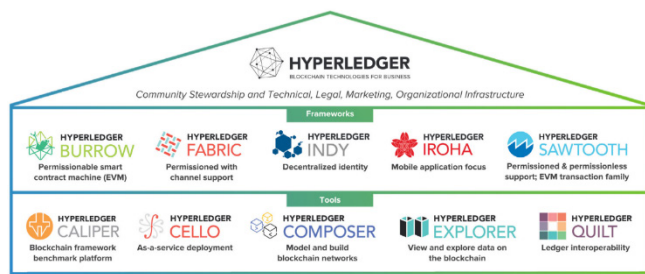 HYPERLEDGER
BLOCKCHAIN TECHNOLOGIES FOR BUSINESS
Community Stewardship and Technical, Legal, Marketing, Organizational Infrastructure
Frameworks
HYPERLEDGER
BURROW
Permissionable smart
contract machine (EVM)
HYPERLEDGER
FABRIC
Permissioned with
channel support
HYPERLEDGER
INDY
Decentralized identity
HYPERLEDGER
IROHA
Mobile application focus
HYPERLEDGER
SAWTOOTH
Permissioned & permissionless
support; EVM transaction family
Tools
HYPERLEDGER
CALIPER
Blockchain framework
benchmark platform
HYPERLEDGER
CELLO
As-a-service deployment
HYPERLEDGER
COMPOSER
Model and build
blockchain networks
HYPERLEDGER
EXPLORER
View and explore data on
the blockchain
HYPERLEDGER
QUILT
Ledger interoperability